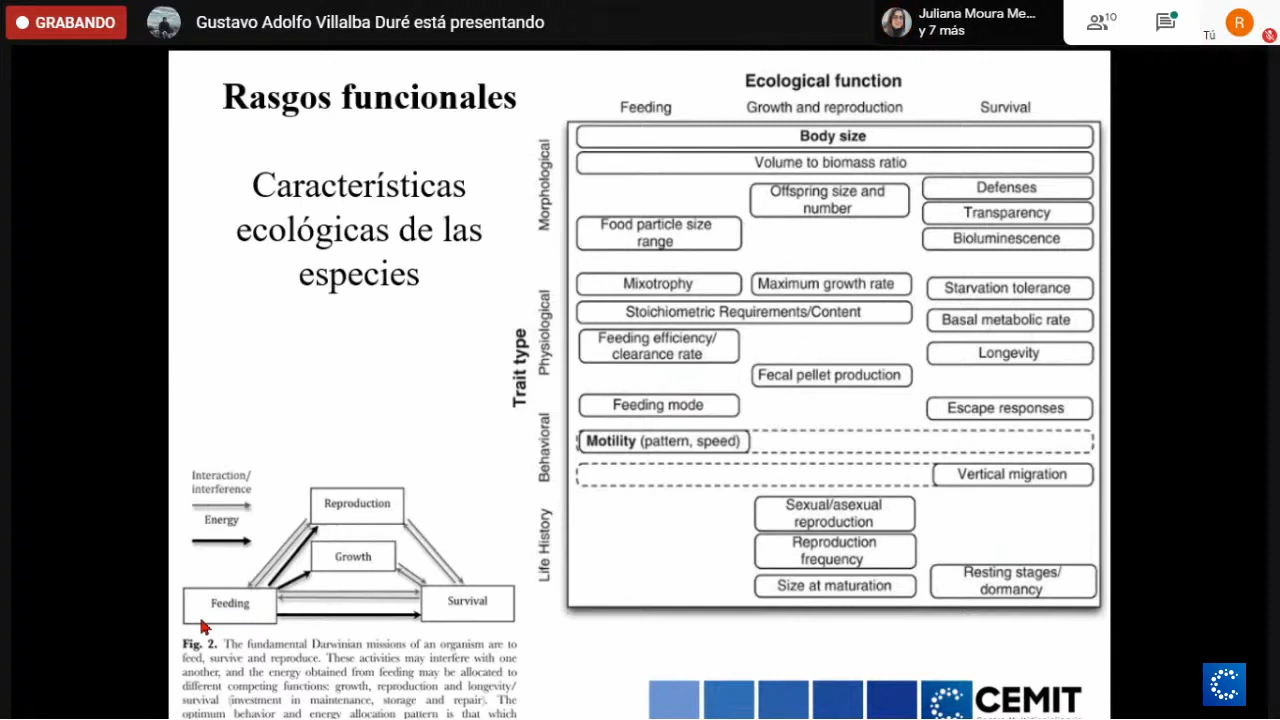 GRABANDO
Gustavo Adolfo Villalba Duré está presentando
Juliana Moura Me...
y 7 más
10
Tú
R
Rasgos funcionales
Características
ecológicas de las
especies
Ecological function
Feeding
Growth and reproduction
Survival
Trait type
Morphological
Body size
Volume to biomass ratio
Offspring size and
number
Defenses
Transparency
Food particle size
range
Bioluminescence
Physiological
Mixotrophy
Maximum growth rate
Starvation tolerance
Stoichiometric Requirements/Content
Basal metabolic rate
Feeding efficiency/
clearance rate
Longevity
Fecal pellet production
Behavioral
Feeding mode
Escape responses
Motility (pattern, speed)
Vertical migration
Life History
Sexual/asexual
reproduction
Reproduction
frequency
Size at maturation
Resting stages/
dormancy
Interaction/
interference
Energy
Reproduction
Growth
Feeding
Survival
Fig. 2. The fundamental Darwinian missions of an organism are to
feed, survive and reproduce. These activities may interfere with one
another, and the energy obtained from feeding may be allocated to
different competing functions: growth, reproduction and longevity/
survival (investment in maintenance, storage and repair). The
optimum behavior and energy allocation pattern is that which
CEMIT